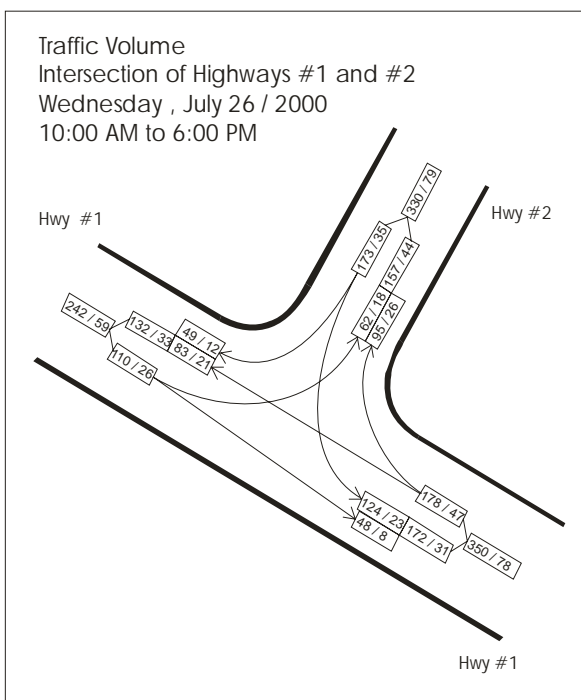 Traffic Volume
Intersection of Highways #1 and #2
Wednesday , July 26 / 2000
10:00 AM to 6:00 PM
330 / 79
Hwy #1
Hwy #2
173 / 35
157 / 44
62 / 18
95 / 26
242 / 59
132 / 33
49 / 12
83 / 21
110 / 26
178 / 47
124 / 23
48 / 8
172 / 31
350 / 78
Hwy #1